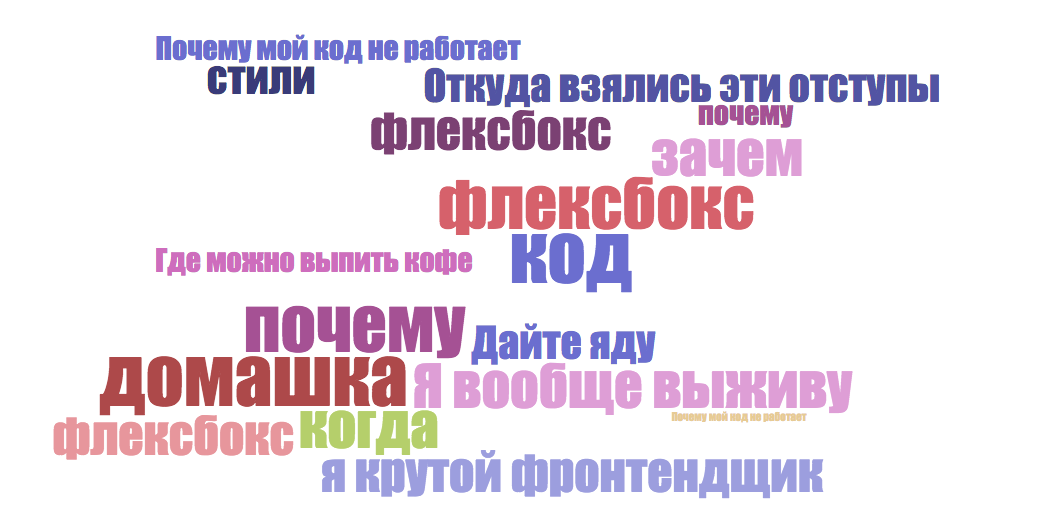 Почему мой код не работает
стили
Откуда взялись эти отступы
почему
флексбокс
зачем
флексбокс
код
Где можно выпить кофе
почему
Дайте яду
домашка
Я вообще выживу
Почему мой код не работает
когда
флексбокс
я крутой фронтендщик